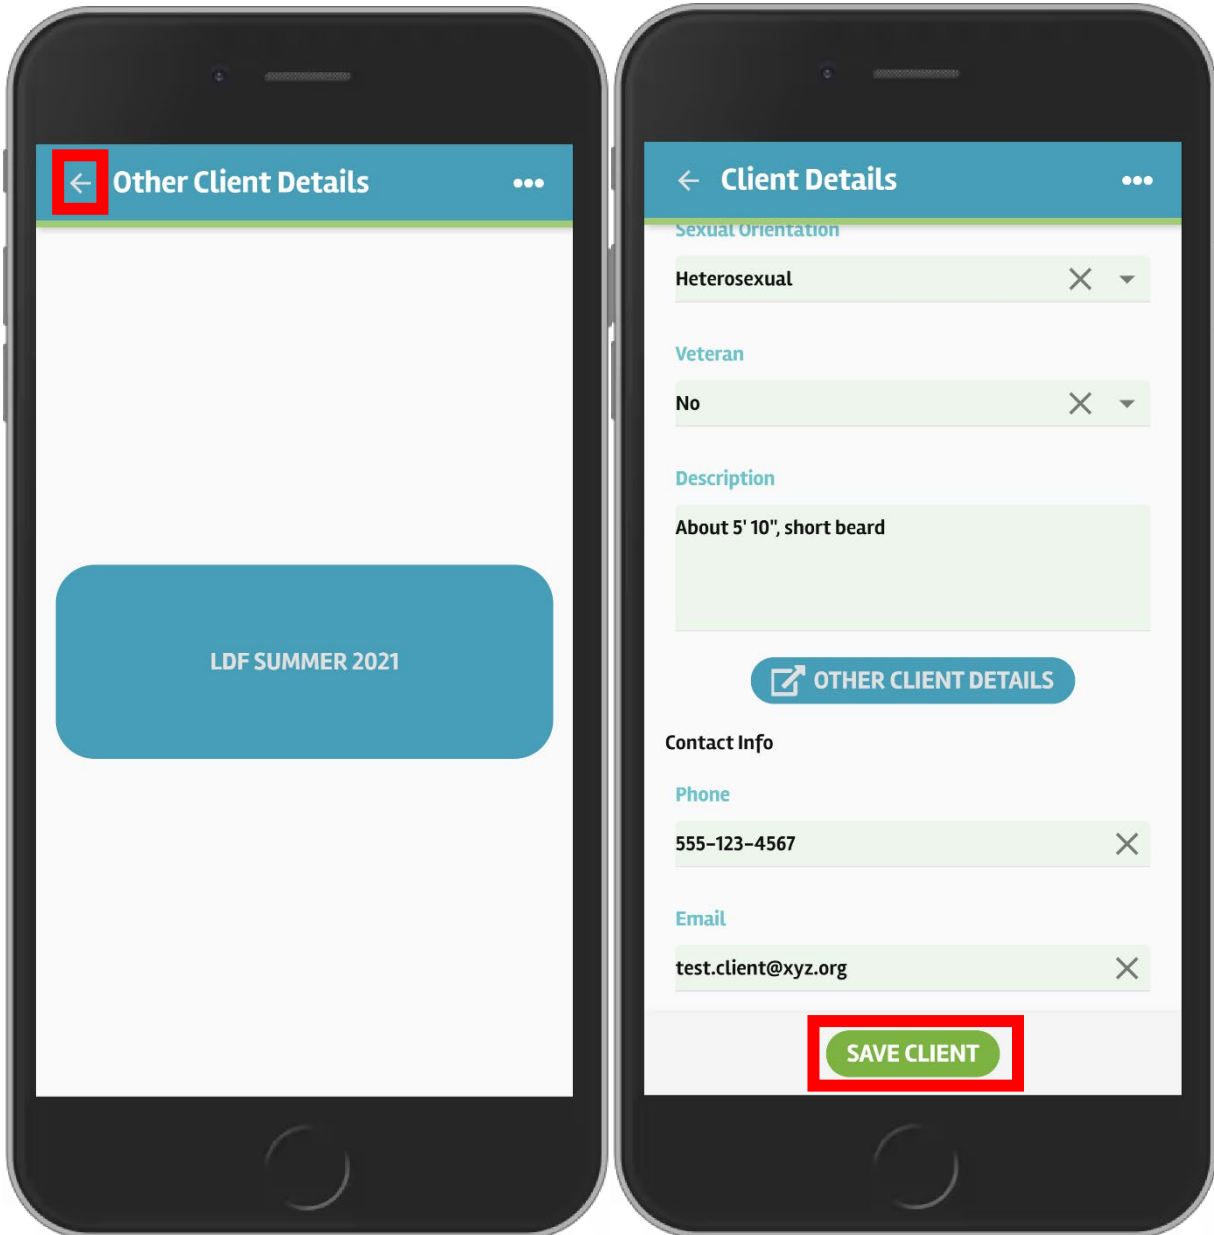 Other Client Details
LDF SUMMER 2021
Client Details
Sexual Orientation
Heterosexual
Veteran
No
Description
About 5' 10", short beard
OTHER CLIENT DETAILS
Contact Info
Phone
555-123-4567
Email
test.client@xyz.org
SAVE CLIENT